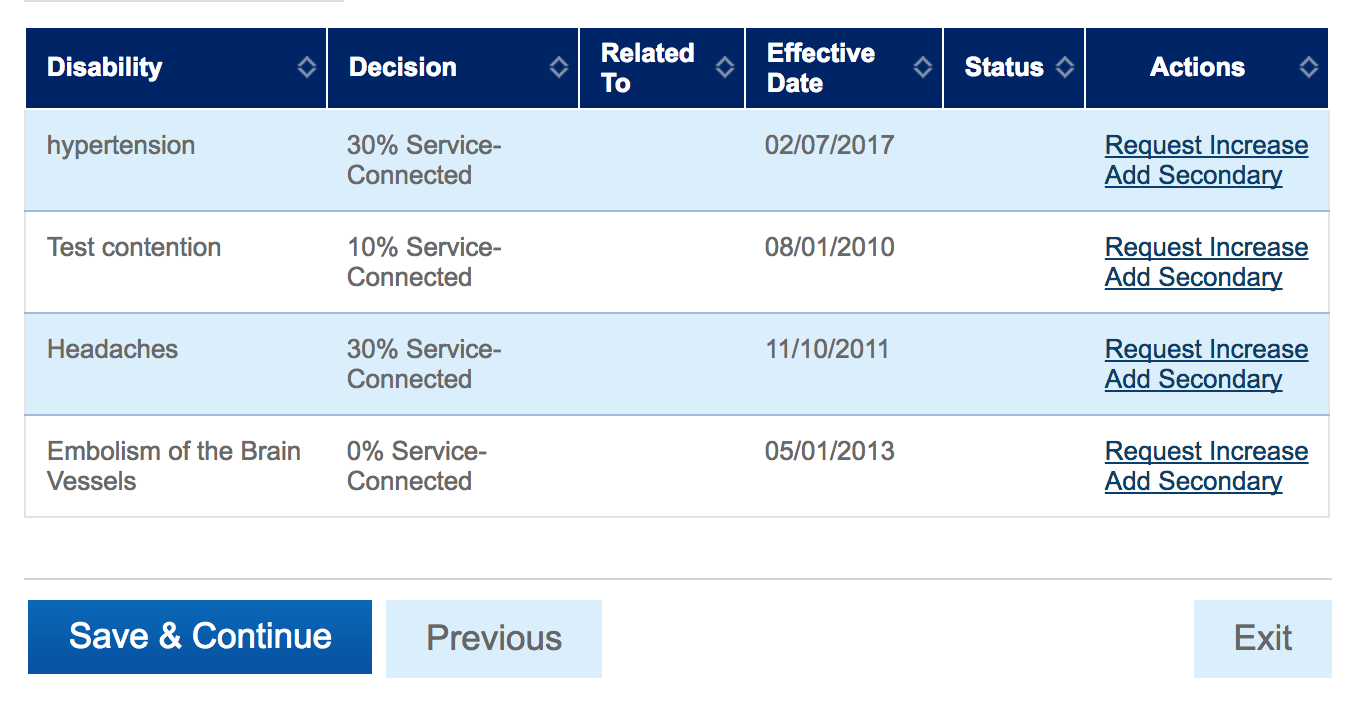 Disability Decision Related To Effective Date Status Actions
hypertension 30% Service- 02/07/2017 Request Increase
Connected Add Secondary
Test contention 10% Service- 08/01/2010 Request Increase
Connected Add Secondary
Headaches 30% Service- 11/10/2011 Request Increase
Connected Add Secondary
Embolism of the Brain 0% Service- 05/01/2013 Request Increase
Vessels Connected Add Secondary
Save & Continue Previous Exit